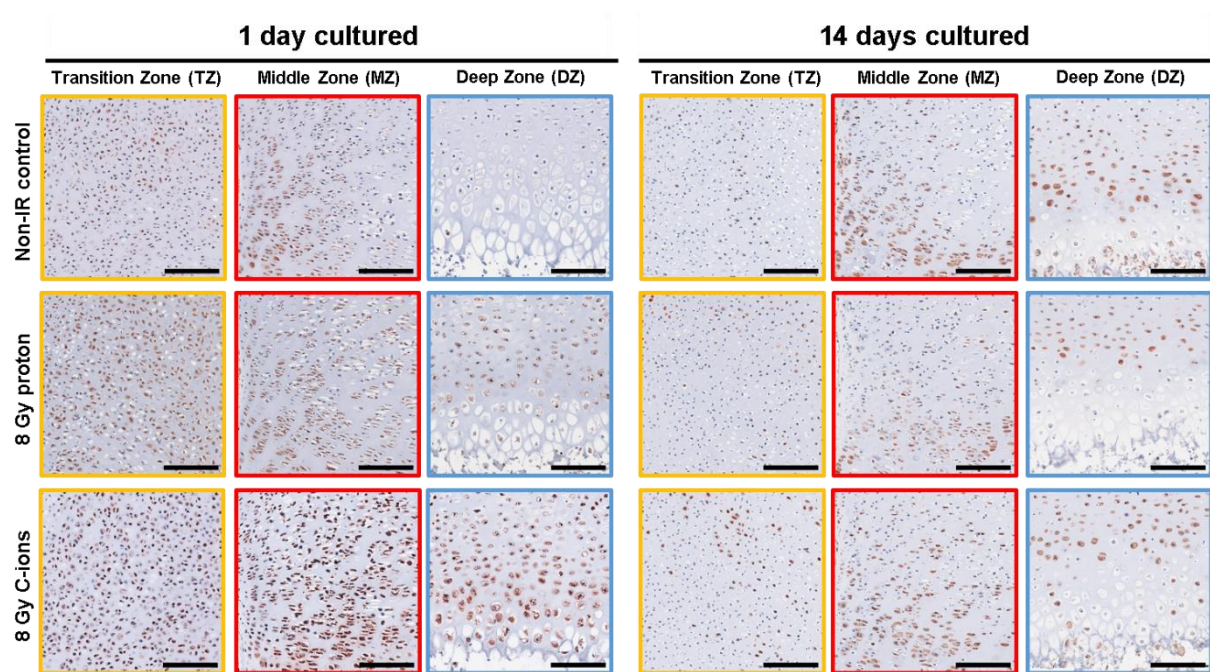 1 day cultured
14 days cultured
Transition Zone (TZ)
Middle Zone (MZ)
Deep Zone (DZ)
Transition Zone (TZ)
Middle Zone (MZ)
Deep Zone (DZ)
Non-IR control
8 Gy proton
8 Gy C-ions